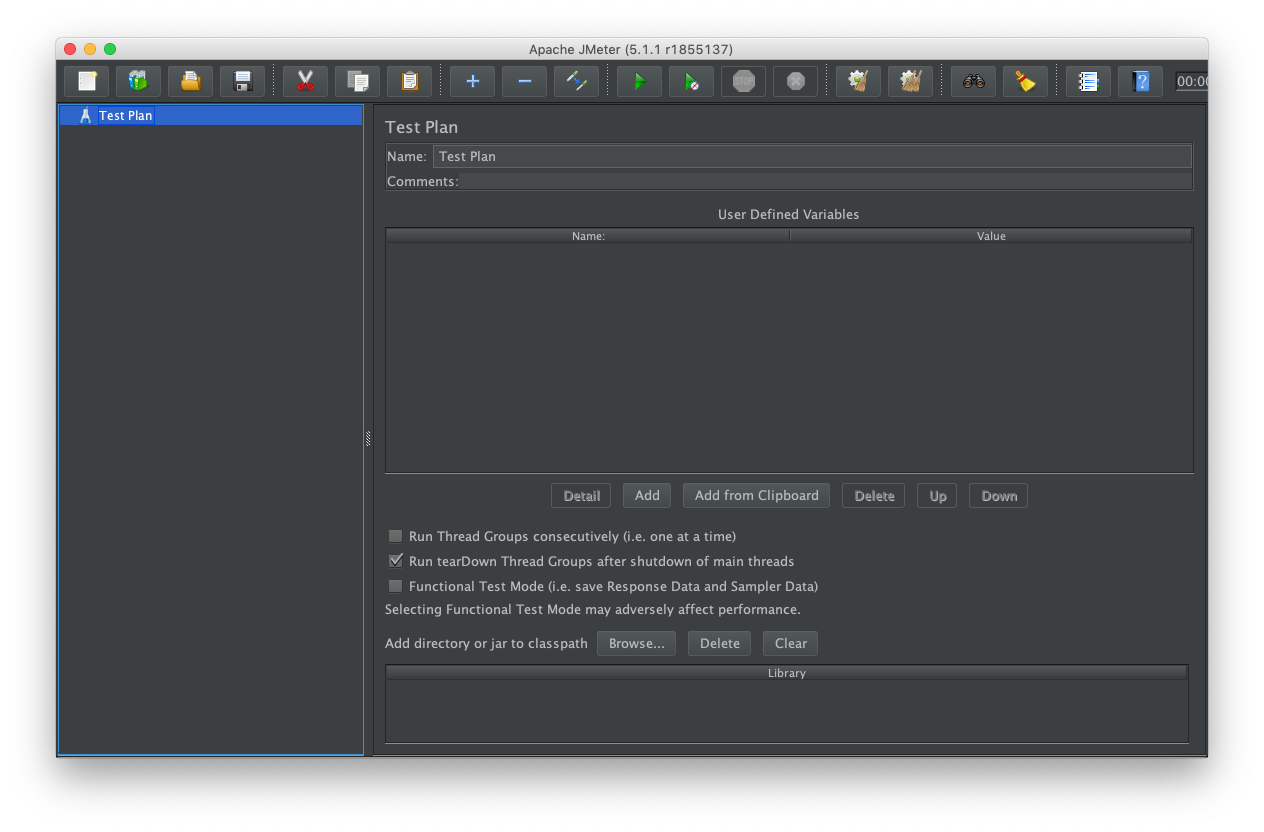 Apache JMeter (5.1.1 r1855137)
STOP
00:00
Test Plan
Test Plan
Name: Test Plan
Comments:
User Defined Variables
Name: Value
Detail Add Add from Clipboard Delete Up Down
Run Thread Groups consecutively (i.e. one at a time)
Run tearDown Thread Groups after shutdown of main threads
Functional Test Mode (i.e. save Response Data and Sampler Data)
Selecting Functional Test Mode may adversely affect performance.
Add directory or jar to classpath Browse... Delete Clear
Library